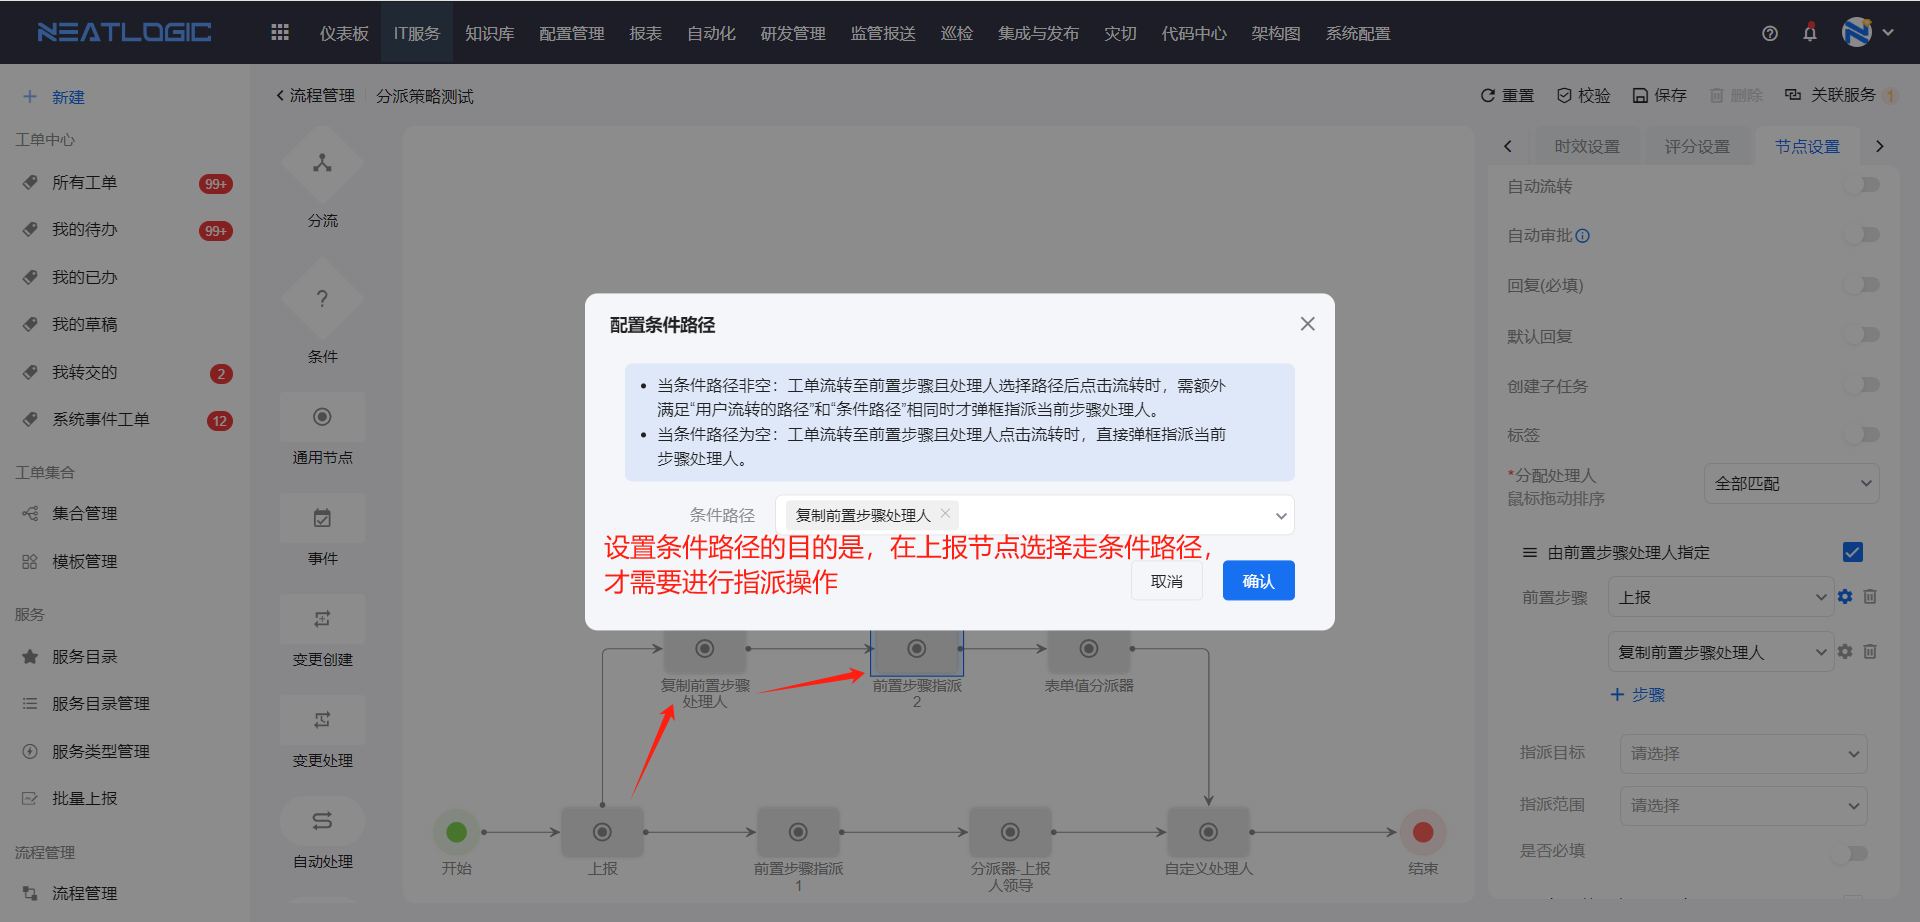 NEATLOGIC
仪表板
IT服务
知识库
配置管理
报表
自动化
研发管理
监管报送
巡检
集成与发布
灾切
代码中心
架构图
系统配置
新建
工单中心
所有工单
99+
我的待办
99+
我的已办
我的草稿
我转交的
2
系统事件工单
12
工单集合
集合管理
模板管理
服务
服务目录
服务目录管理
服务类型管理
批量上报
流程管理
流程管理
流程管理
分派策略测试
重置
校验
保存
删除
关联服务
1
分流
条件
通用节点
事件
变更创建
变更处理
自动处理
配置条件路径
当条件路径非空：工单流转至前置步骤且处理人选择路径后点击流转时，需额外
满足“用户流转的路径”和“条件路径”相同时才弹框指派当前步骤处理人。
当条件路径为空：工单流转至前置步骤且处理人点击流转时，直接弹框指派当前
步骤处理人。
条件路径
复制前置步骤处理人
设置条件路径的目的是，在上报节点选择走条件路径，
才需要进行指派操作
取消
确认
复制前置步骤
处理人
前置步骤指派
2
表单值分派器
开始
上报
前置步骤指派
1
分派器-上报
人领导
自定义处理人
结束
时效设置
评分设置
节点设置
自动流转
自动审批
回复(必填)
默认回复
创建子任务
标签
*分配处理人
鼠标拖动排序
全部匹配
由前置步骤处理人指定
前置步骤
上报
复制前置步骤处理人
步骤
指派目标
请选择
指派范围
请选择
是否必填